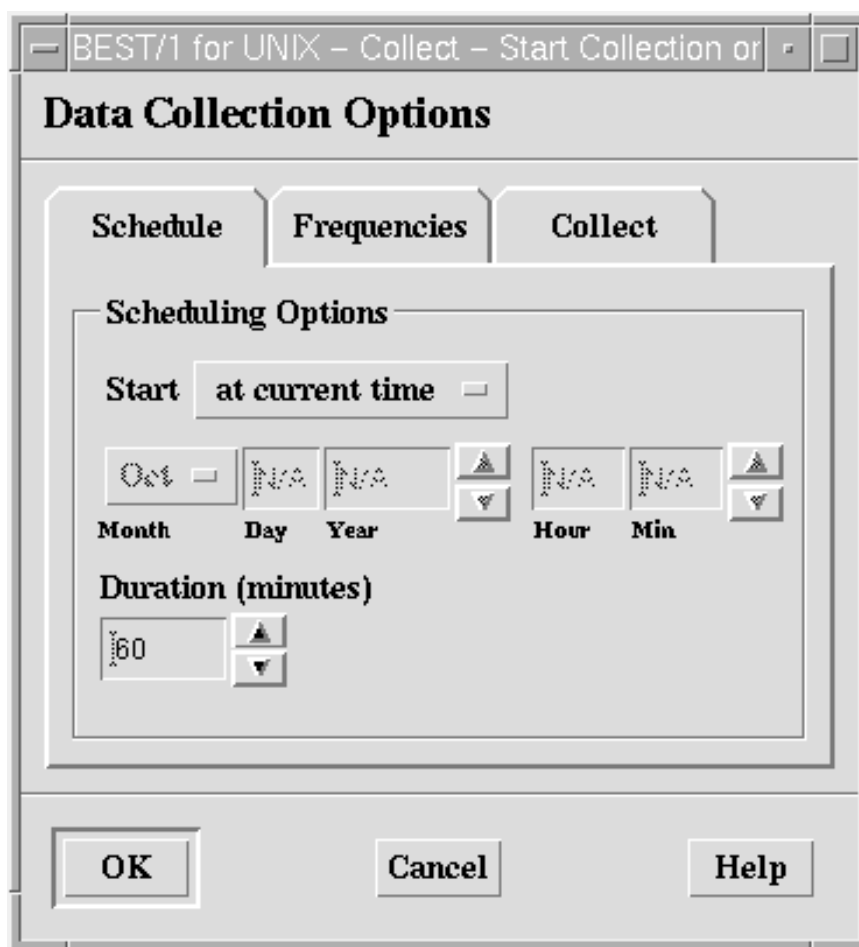 BEST/1 for UNIX – Collect – Start Collection or
Data Collection Options
Schedule Frequencies Collect
Scheduling Options
Start at current time
Oct N/A N/A N/A N/A
Month Day Year Hour Min
Duration (minutes)
60
OK Cancel Help